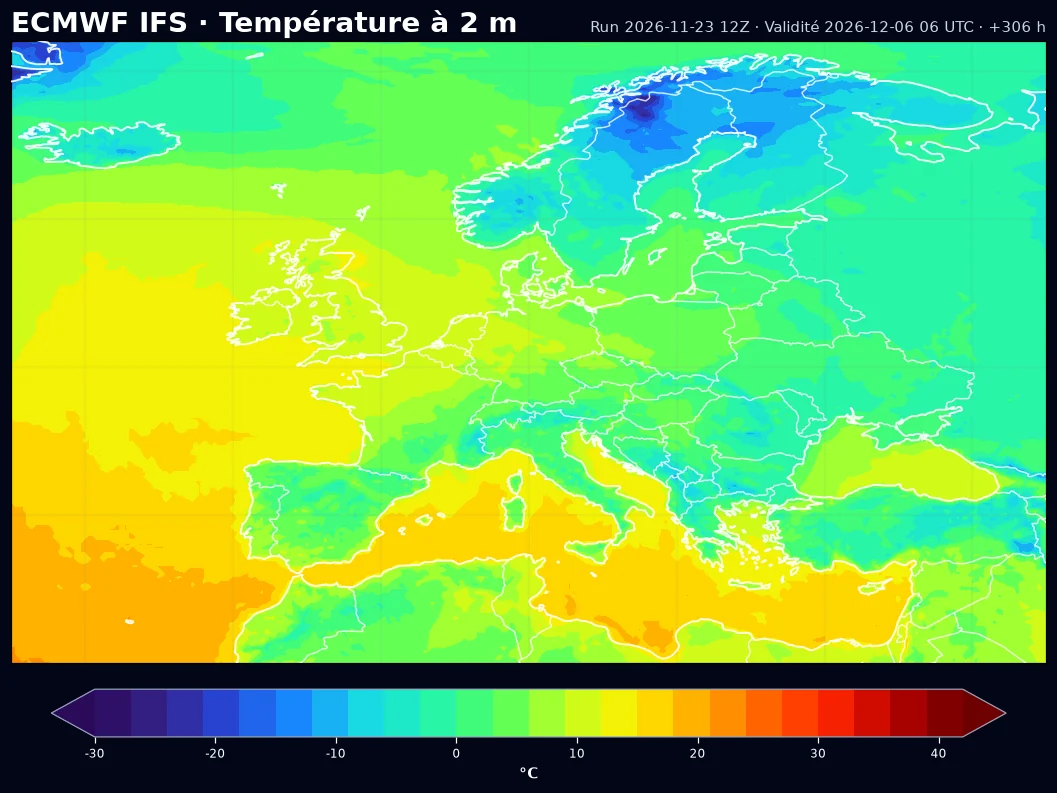 ECMWF IFS · Température à 2 m
Run 2026-11-23 12Z · Validité 2026-12-06 06 UTC · +306 h
-30 -20 -10 0 10 20 30 40
°C